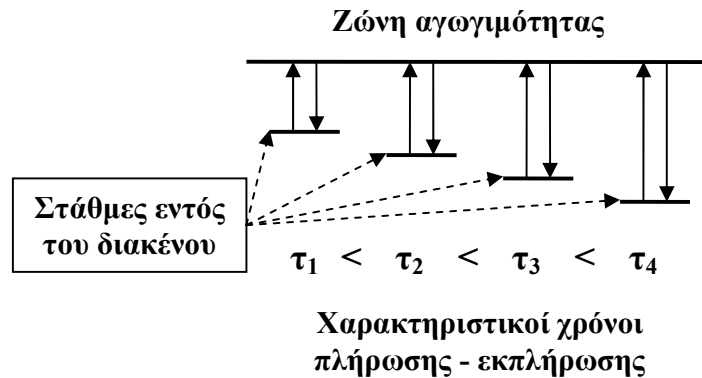 Ζώνη αγωγιμότητας
Στάθμες εντός
του διακένου
τ₁ < τ₂ < τ₃ < τ₄
Χαρακτηριστικοί χρόνοι
πλήρωσης - εκπλήρωσης